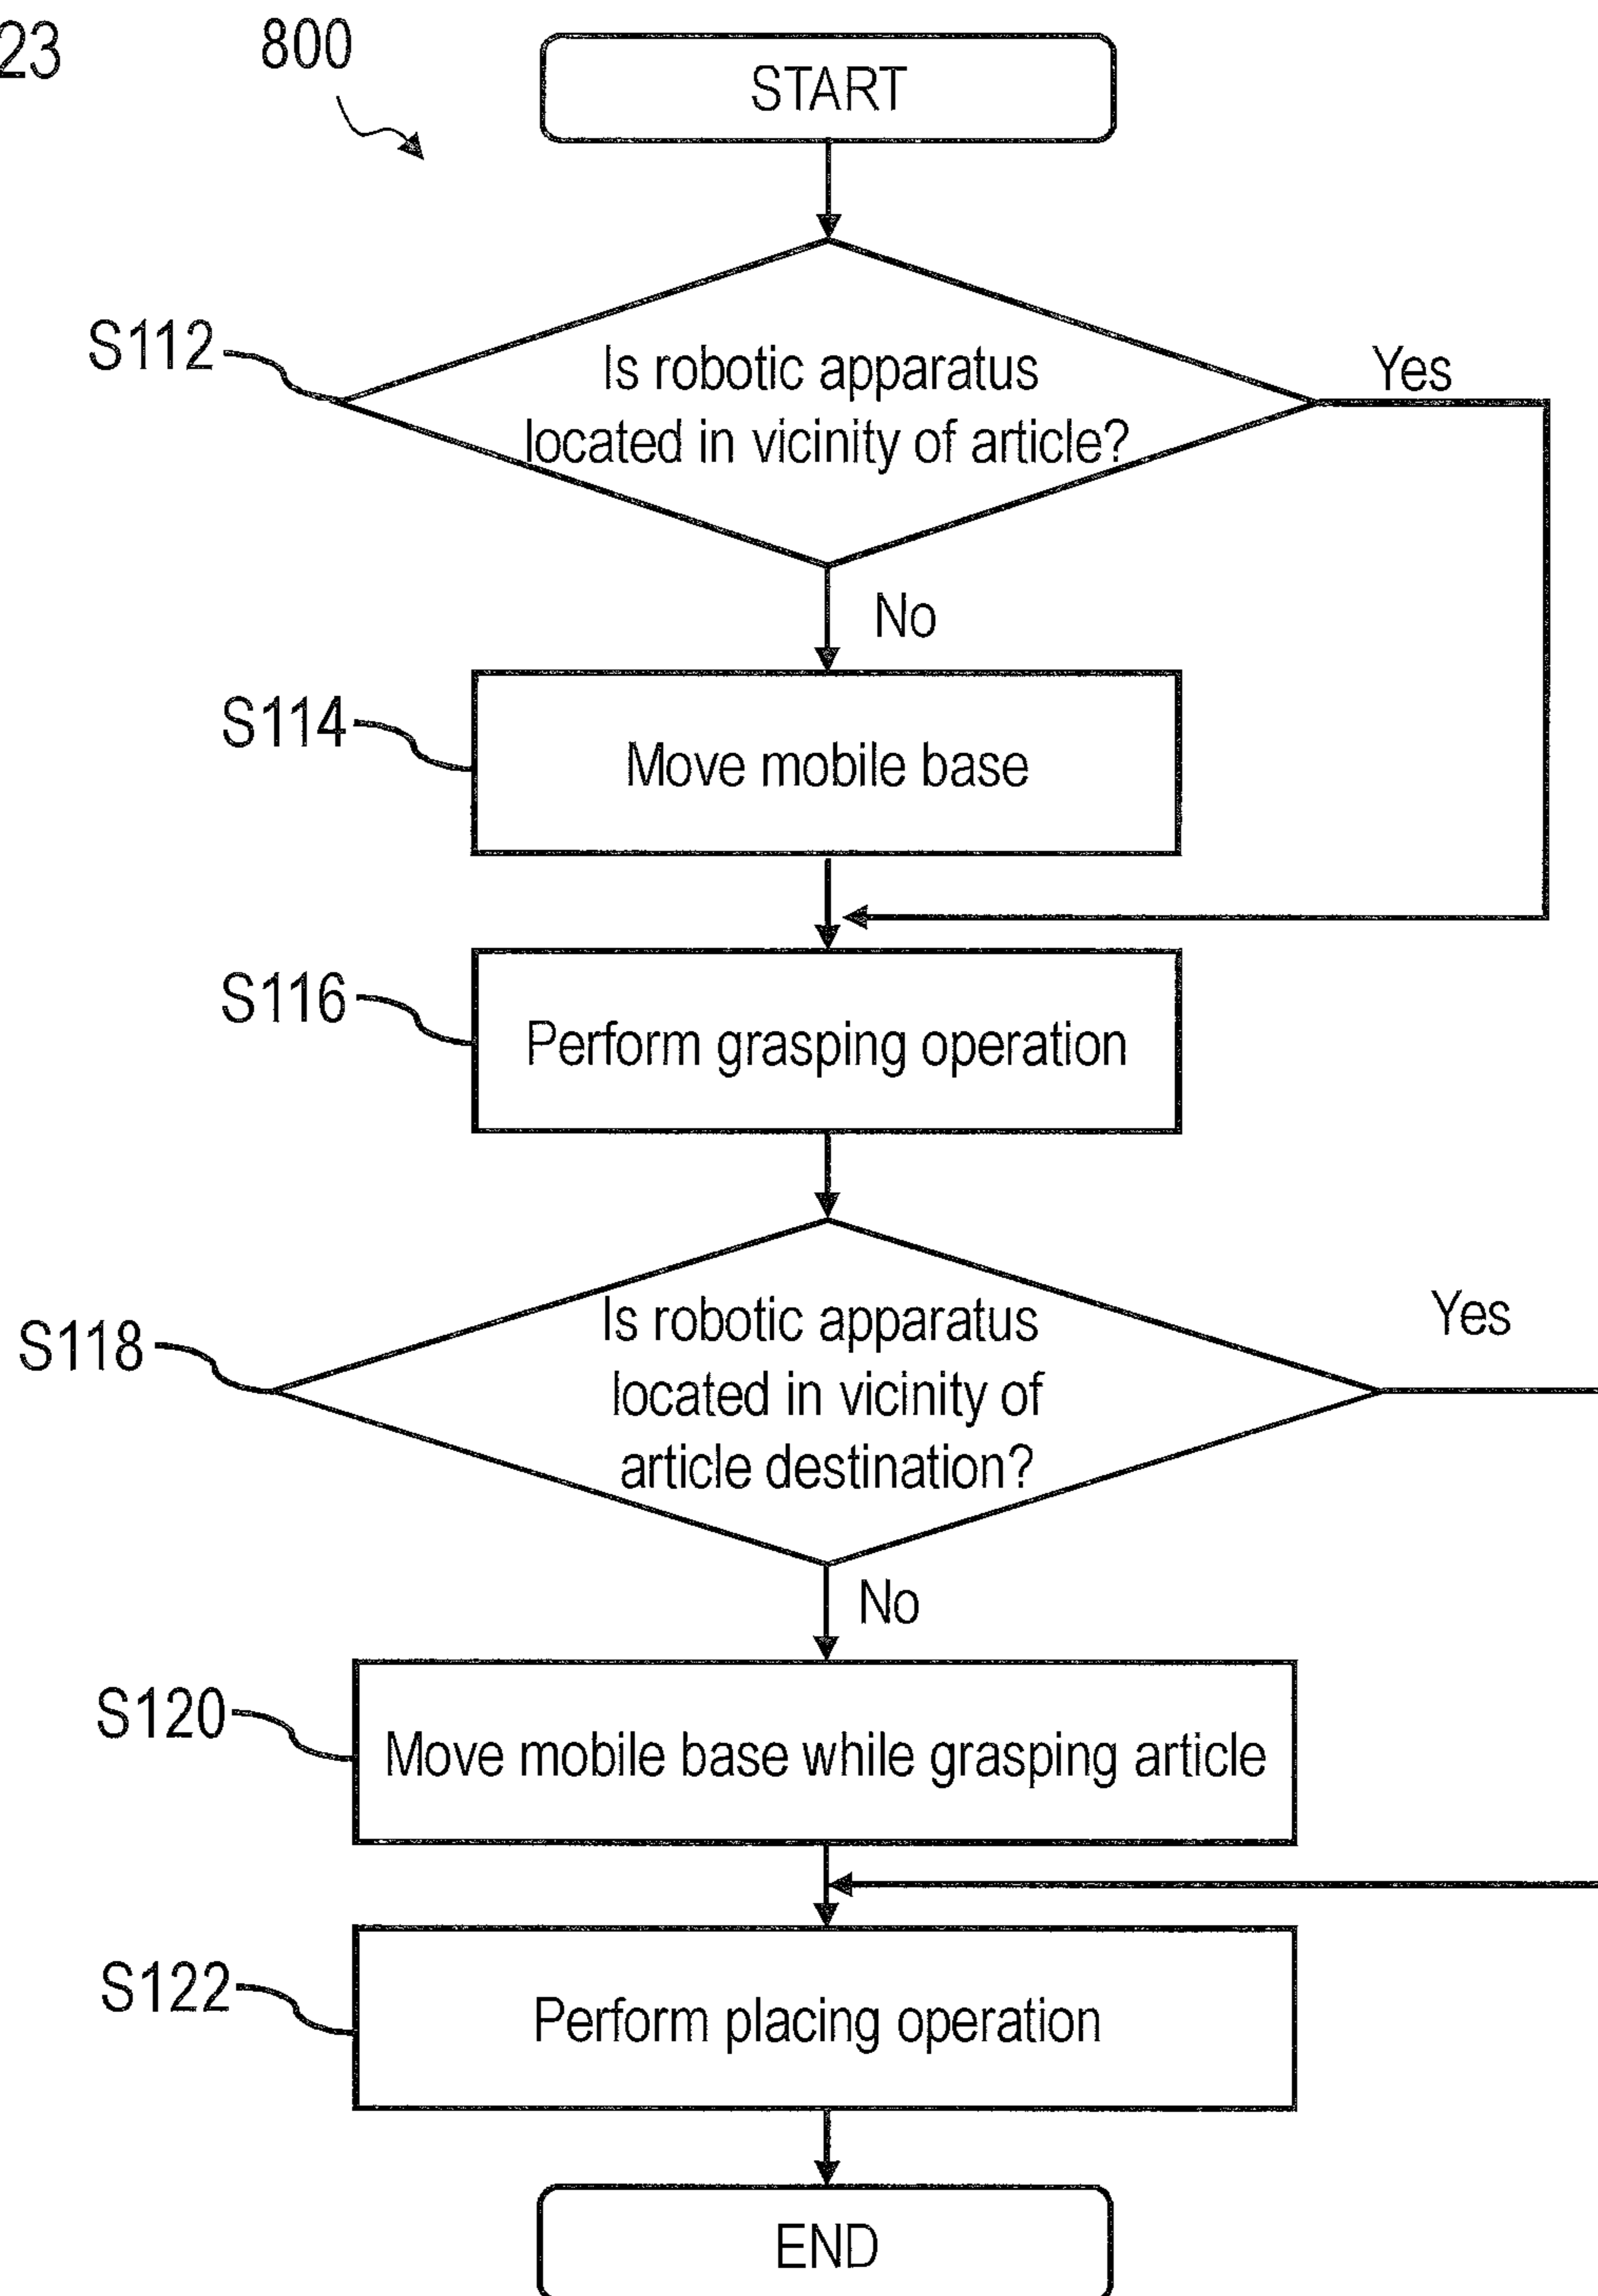 23
800
START
S112
Is robotic apparatus
located in vicinity of article?
Yes
No
S114
Move mobile base
S116
Perform grasping operation
S118
Is robotic apparatus
located in vicinity of
article destination?
Yes
No
S120
Move mobile base while grasping article
S122
Perform placing operation
END